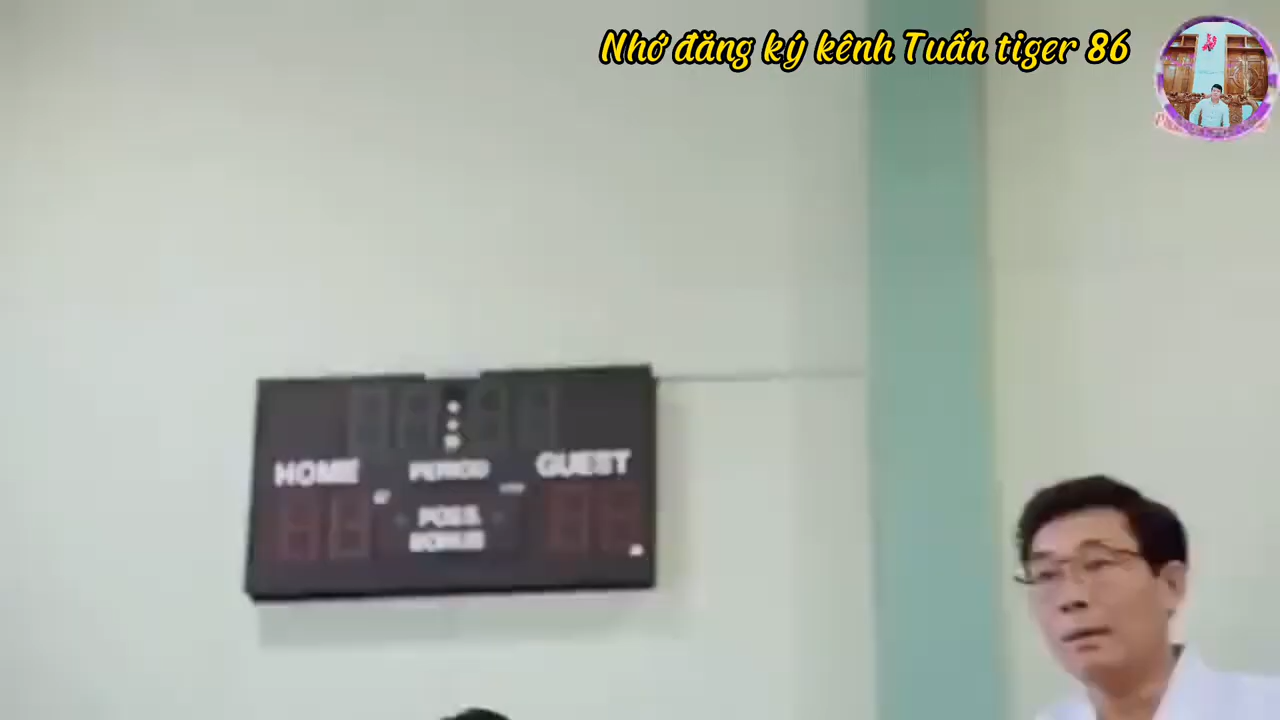 Nhớ đăng ký kênh Tuấn tiger 86
HOME
PERIOD
GUEST
POSS.
BONUS